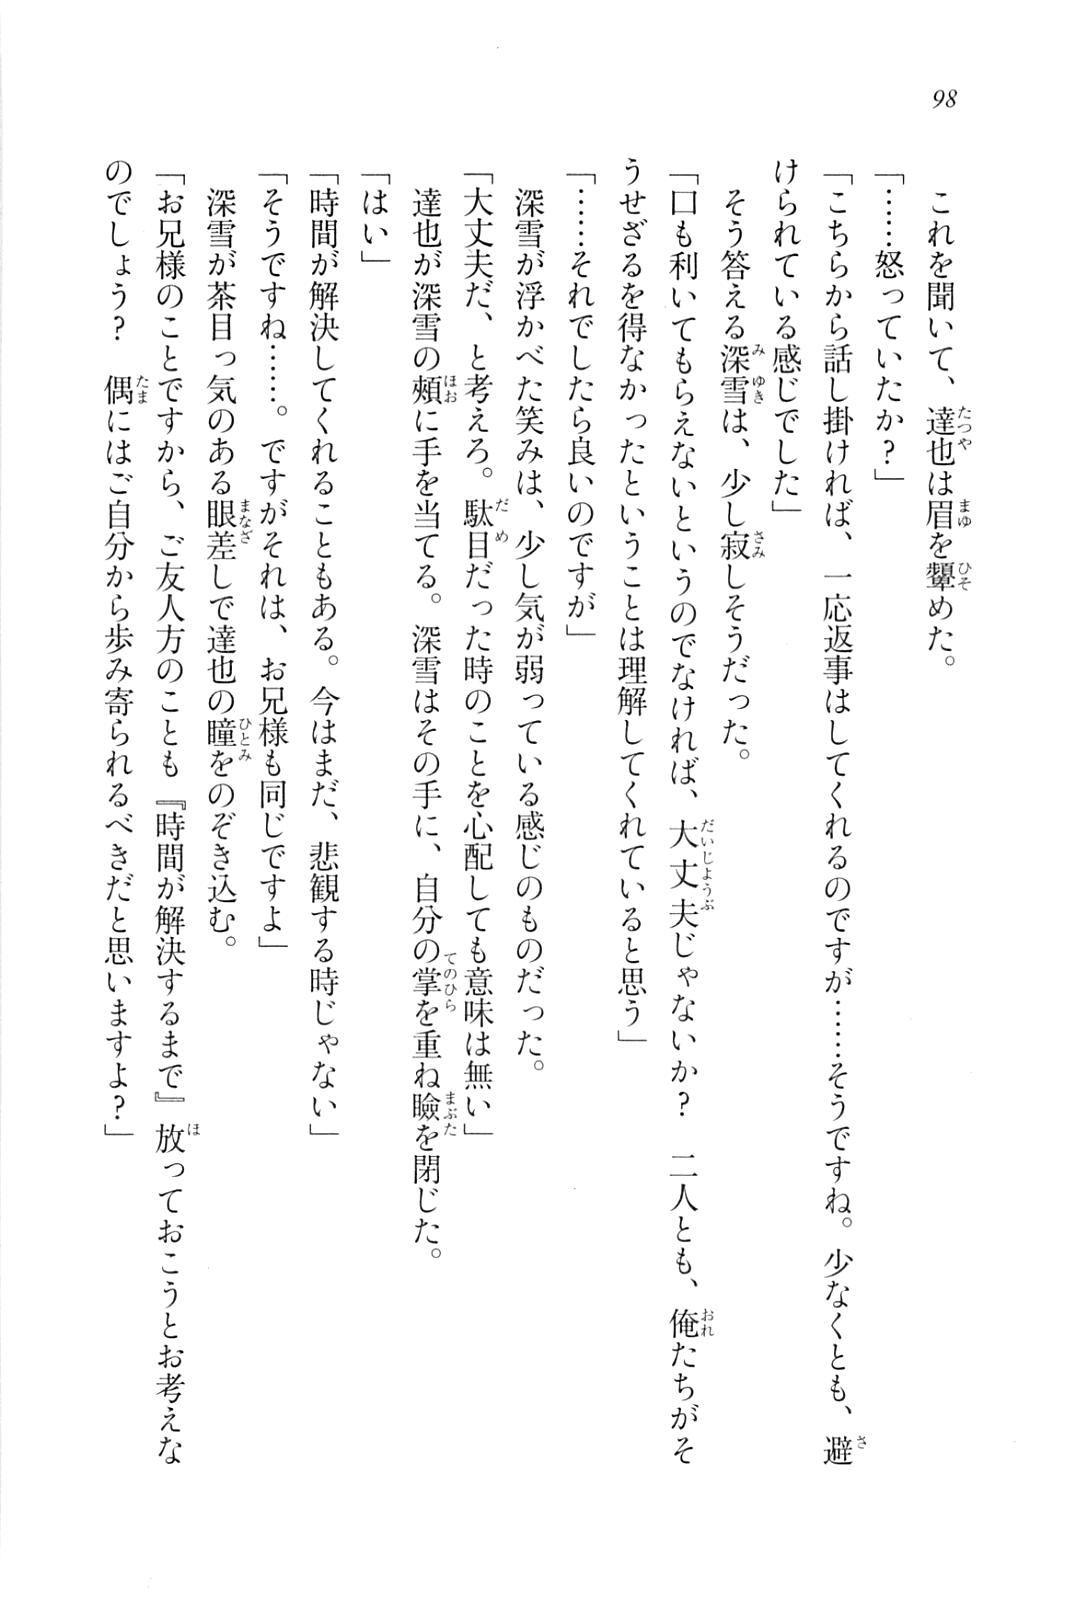 98
これを聞いて、達也は眉を顰めた。
「……怒っていたか？」
「こちらから話し掛ければ、一応返事はしてくれるのですが……そうですね。少なくとも、避
けられている感じでした」
そう答える深雪は、少し寂しそうだった。
「口も利いてもらえないというのでなければ、大丈夫じゃないか？　二人とも、俺たちがそ
うせざるを得なかったということは理解してくれていると思う」
「……それでしたら良いのですが」
深雪が浮かべた笑みは、少し気が弱っている感じのものだった。
「大丈夫だ、と考えろ。駄目だった時のことを心配しても意味は無い」
達也が深雪の頰に手を当てる。深雪はその手に、自分の掌を重ね瞼を閉じた。
「はい」
「時間が解決してくれることもある。今はまだ、悲観する時じゃない」
「そうですね……。ですがそれは、お兄様も同じですよ」
深雪が茶目っ気のある眼差しで達也の瞳をのぞき込む。
「お兄様のことですから、ご友人方のことも『時間が解決するまで』放っておこうとお考えな
のでしょう？　偶にはご自分から歩み寄られるべきだと思いますよ？」